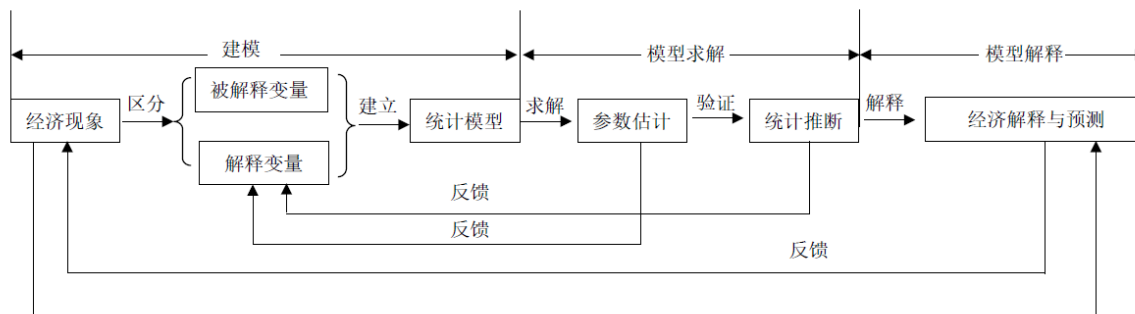 建模
模型求解
模型解释
经济现象
区分
被解释变量
解释变量
建立
统计模型
求解
参数估计
验证
统计推断
解释
经济解释与预测
反馈
反馈
反馈